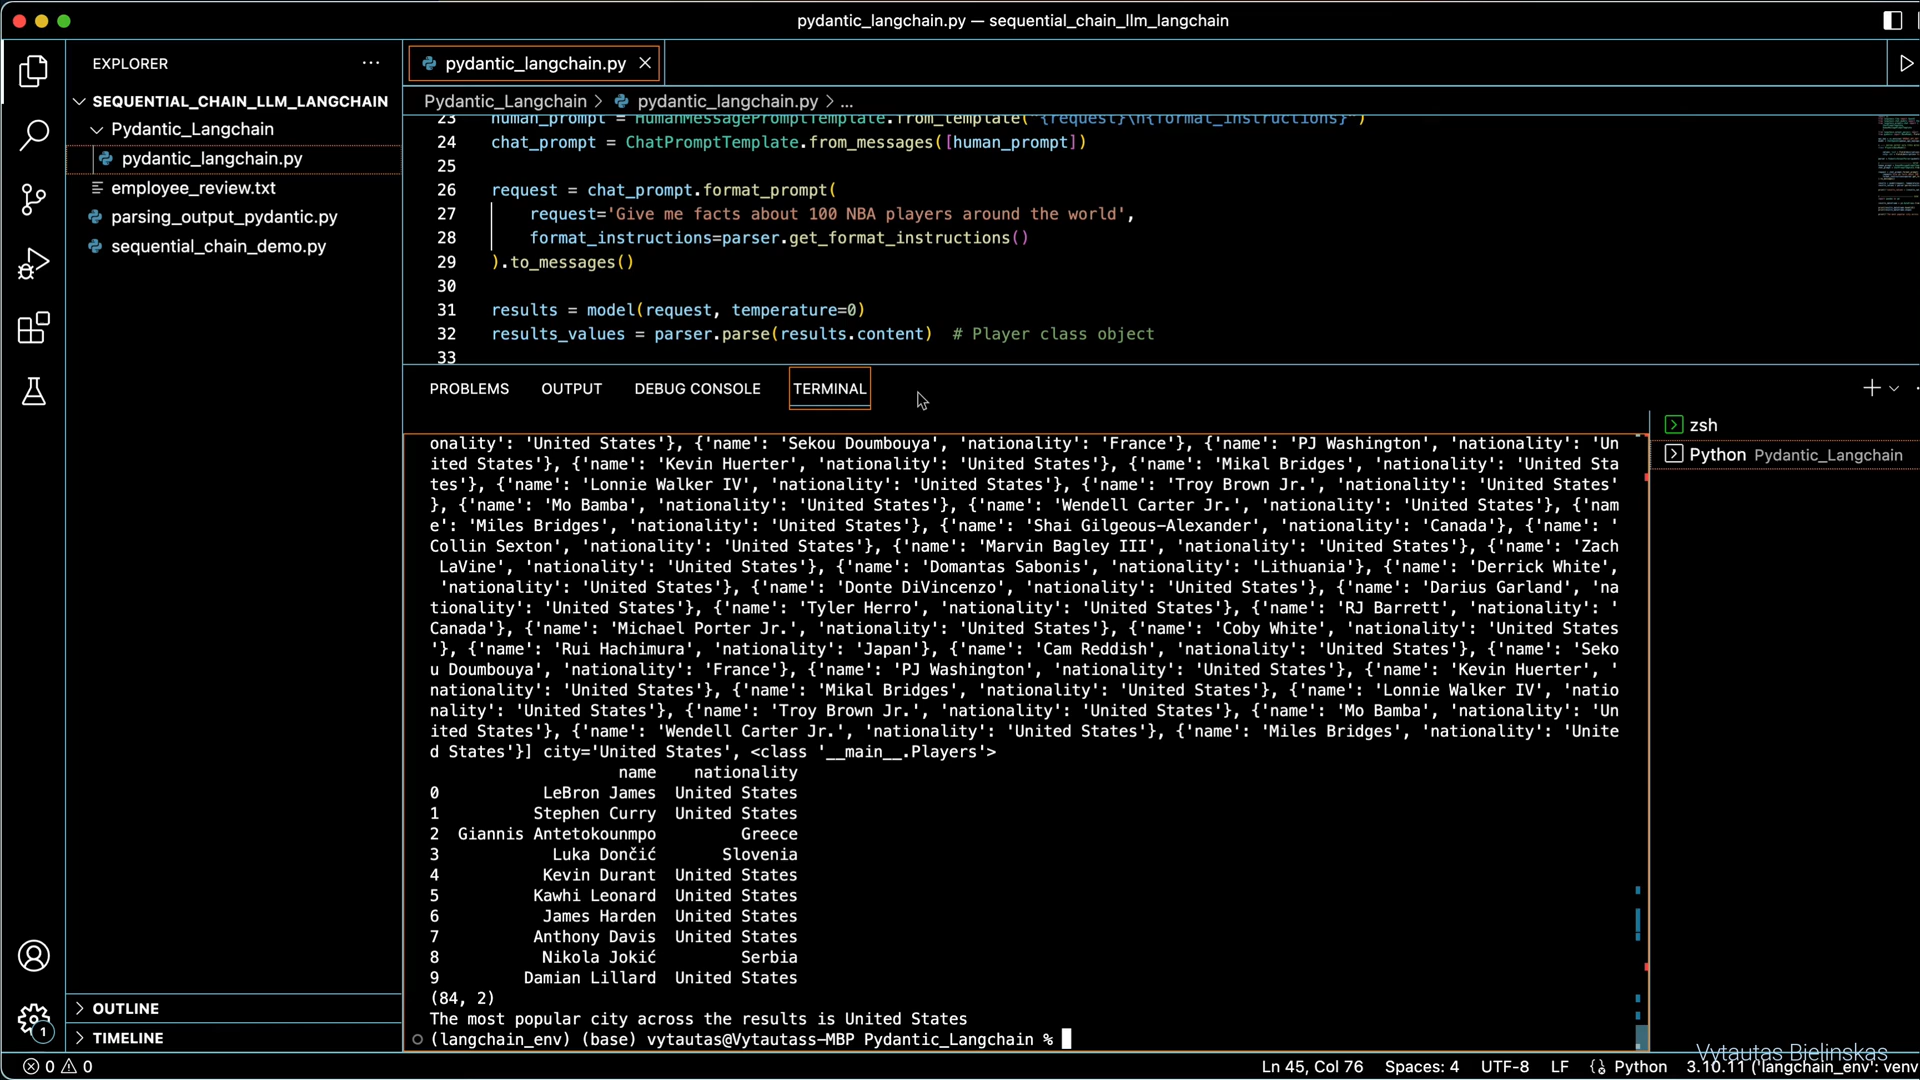 pydantic_langchain.py — sequential_chain_llm_langchain
EXPLORER
SEQUENTIAL_CHAIN_LLM_LANGCHAIN
Pydantic_Langchain
pydantic_langchain.py
employee_review.txt
parsing_output_pydantic.py
sequential_chain_demo.py
OUTLINE
TIMELINE
pydantic_langchain.py
Pydantic_Langchain > pydantic_langchain.py > ...
23 human_prompt = HumanMessagePromptTemplate.from_template("{request}\n{format_instructions}")
24 chat_prompt = ChatPromptTemplate.from_messages([human_prompt])
25
26 request = chat_prompt.format_prompt(
27 request='Give me facts about 100 NBA players around the world',
28 format_instructions=parser.get_format_instructions()
29 ).to_messages()
30
31 results = model(request, temperature=0)
32 results_values = parser.parse(results.content)  # Player class object
33
PROBLEMS OUTPUT DEBUG CONSOLE TERMINAL
zsh
Python Pydantic_Langchain
onality': 'United States'}, {'name': 'Sekou Doumbouya', 'nationality': 'France'}, {'name': 'PJ Washington', 'nationality': 'Un
ited States'}, {'name': 'Kevin Huerter', 'nationality': 'United States'}, {'name': 'Mikal Bridges', 'nationality': 'United Sta
tes'}, {'name': 'Lonnie Walker IV', 'nationality': 'United States'}, {'name': 'Troy Brown Jr.', 'nationality': 'United States'
}, {'name': 'Mo Bamba', 'nationality': 'United States'}, {'name': 'Wendell Carter Jr.', 'nationality': 'United States'}, {'nam
e': 'Miles Bridges', 'nationality': 'United States'}, {'name': 'Shai Gilgeous-Alexander', 'nationality': 'Canada'}, {'name': '
Collin Sexton', 'nationality': 'United States'}, {'name': 'Marvin Bagley III', 'nationality': 'United States'}, {'name': 'Zach
LaVine', 'nationality': 'United States'}, {'name': 'Domantas Sabonis', 'nationality': 'Lithuania'}, {'name': 'Derrick White',
'nationality': 'United States'}, {'name': 'Donte DiVincenzo', 'nationality': 'United States'}, {'name': 'Darius Garland', 'na
tionality': 'United States'}, {'name': 'Tyler Herro', 'nationality': 'United States'}, {'name': 'RJ Barrett', 'nationality': '
Canada'}, {'name': 'Michael Porter Jr.', 'nationality': 'United States'}, {'name': 'Coby White', 'nationality': 'United States
'}, {'name': 'Rui Hachimura', 'nationality': 'Japan'}, {'name': 'Cam Reddish', 'nationality': 'United States'}, {'name': 'Seko
u Doumbouya', 'nationality': 'France'}, {'name': 'PJ Washington', 'nationality': 'United States'}, {'name': 'Kevin Huerter', '
nationality': 'United States'}, {'name': 'Mikal Bridges', 'nationality': 'United States'}, {'name': 'Lonnie Walker IV', 'natio
nality': 'United States'}, {'name': 'Troy Brown Jr.', 'nationality': 'United States'}, {'name': 'Mo Bamba', 'nationality': 'Un
ited States'}, {'name': 'Wendell Carter Jr.', 'nationality': 'United States'}, {'name': 'Miles Bridges', 'nationality': 'Unite
d States'}] city='United States', <class '__main__.Players'>
name nationality
0 LeBron James United States
1 Stephen Curry United States
2 Giannis Antetokounmpo Greece
3 Luka Dončić Slovenia
4 Kevin Durant United States
5 Kawhi Leonard United States
6 James Harden United States
7 Anthony Davis United States
8 Nikola Jokić Serbia
9 Damian Lillard United States
(84, 2)
The most popular city across the results is United States
(langchain_env) (base) vytautas@Vytautass-MBP Pydantic_Langchain %
1
0 0
Ln 45, Col 76 Spaces: 4 UTF-8 LF Python 3.10.11 ('langchain_env': venv
Vytautas Bielinskas